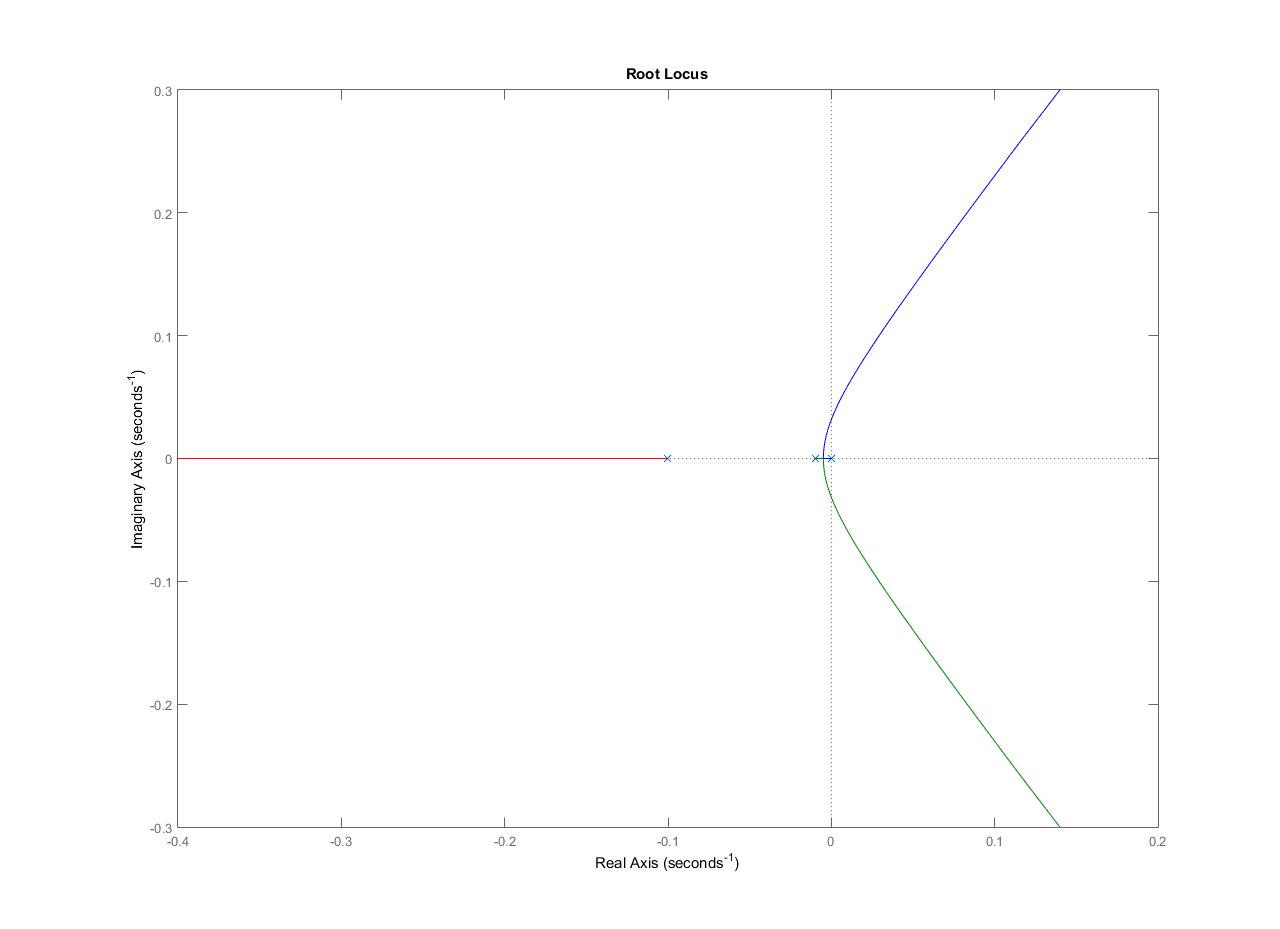 Root Locus
0.3
0.2
0.1
0
-0.1
-0.2
-0.3
Imaginary Axis (seconds⁻¹)
-0.4 -0.3 -0.2 -0.1 0 0.1 0.2
Real Axis (seconds⁻¹)